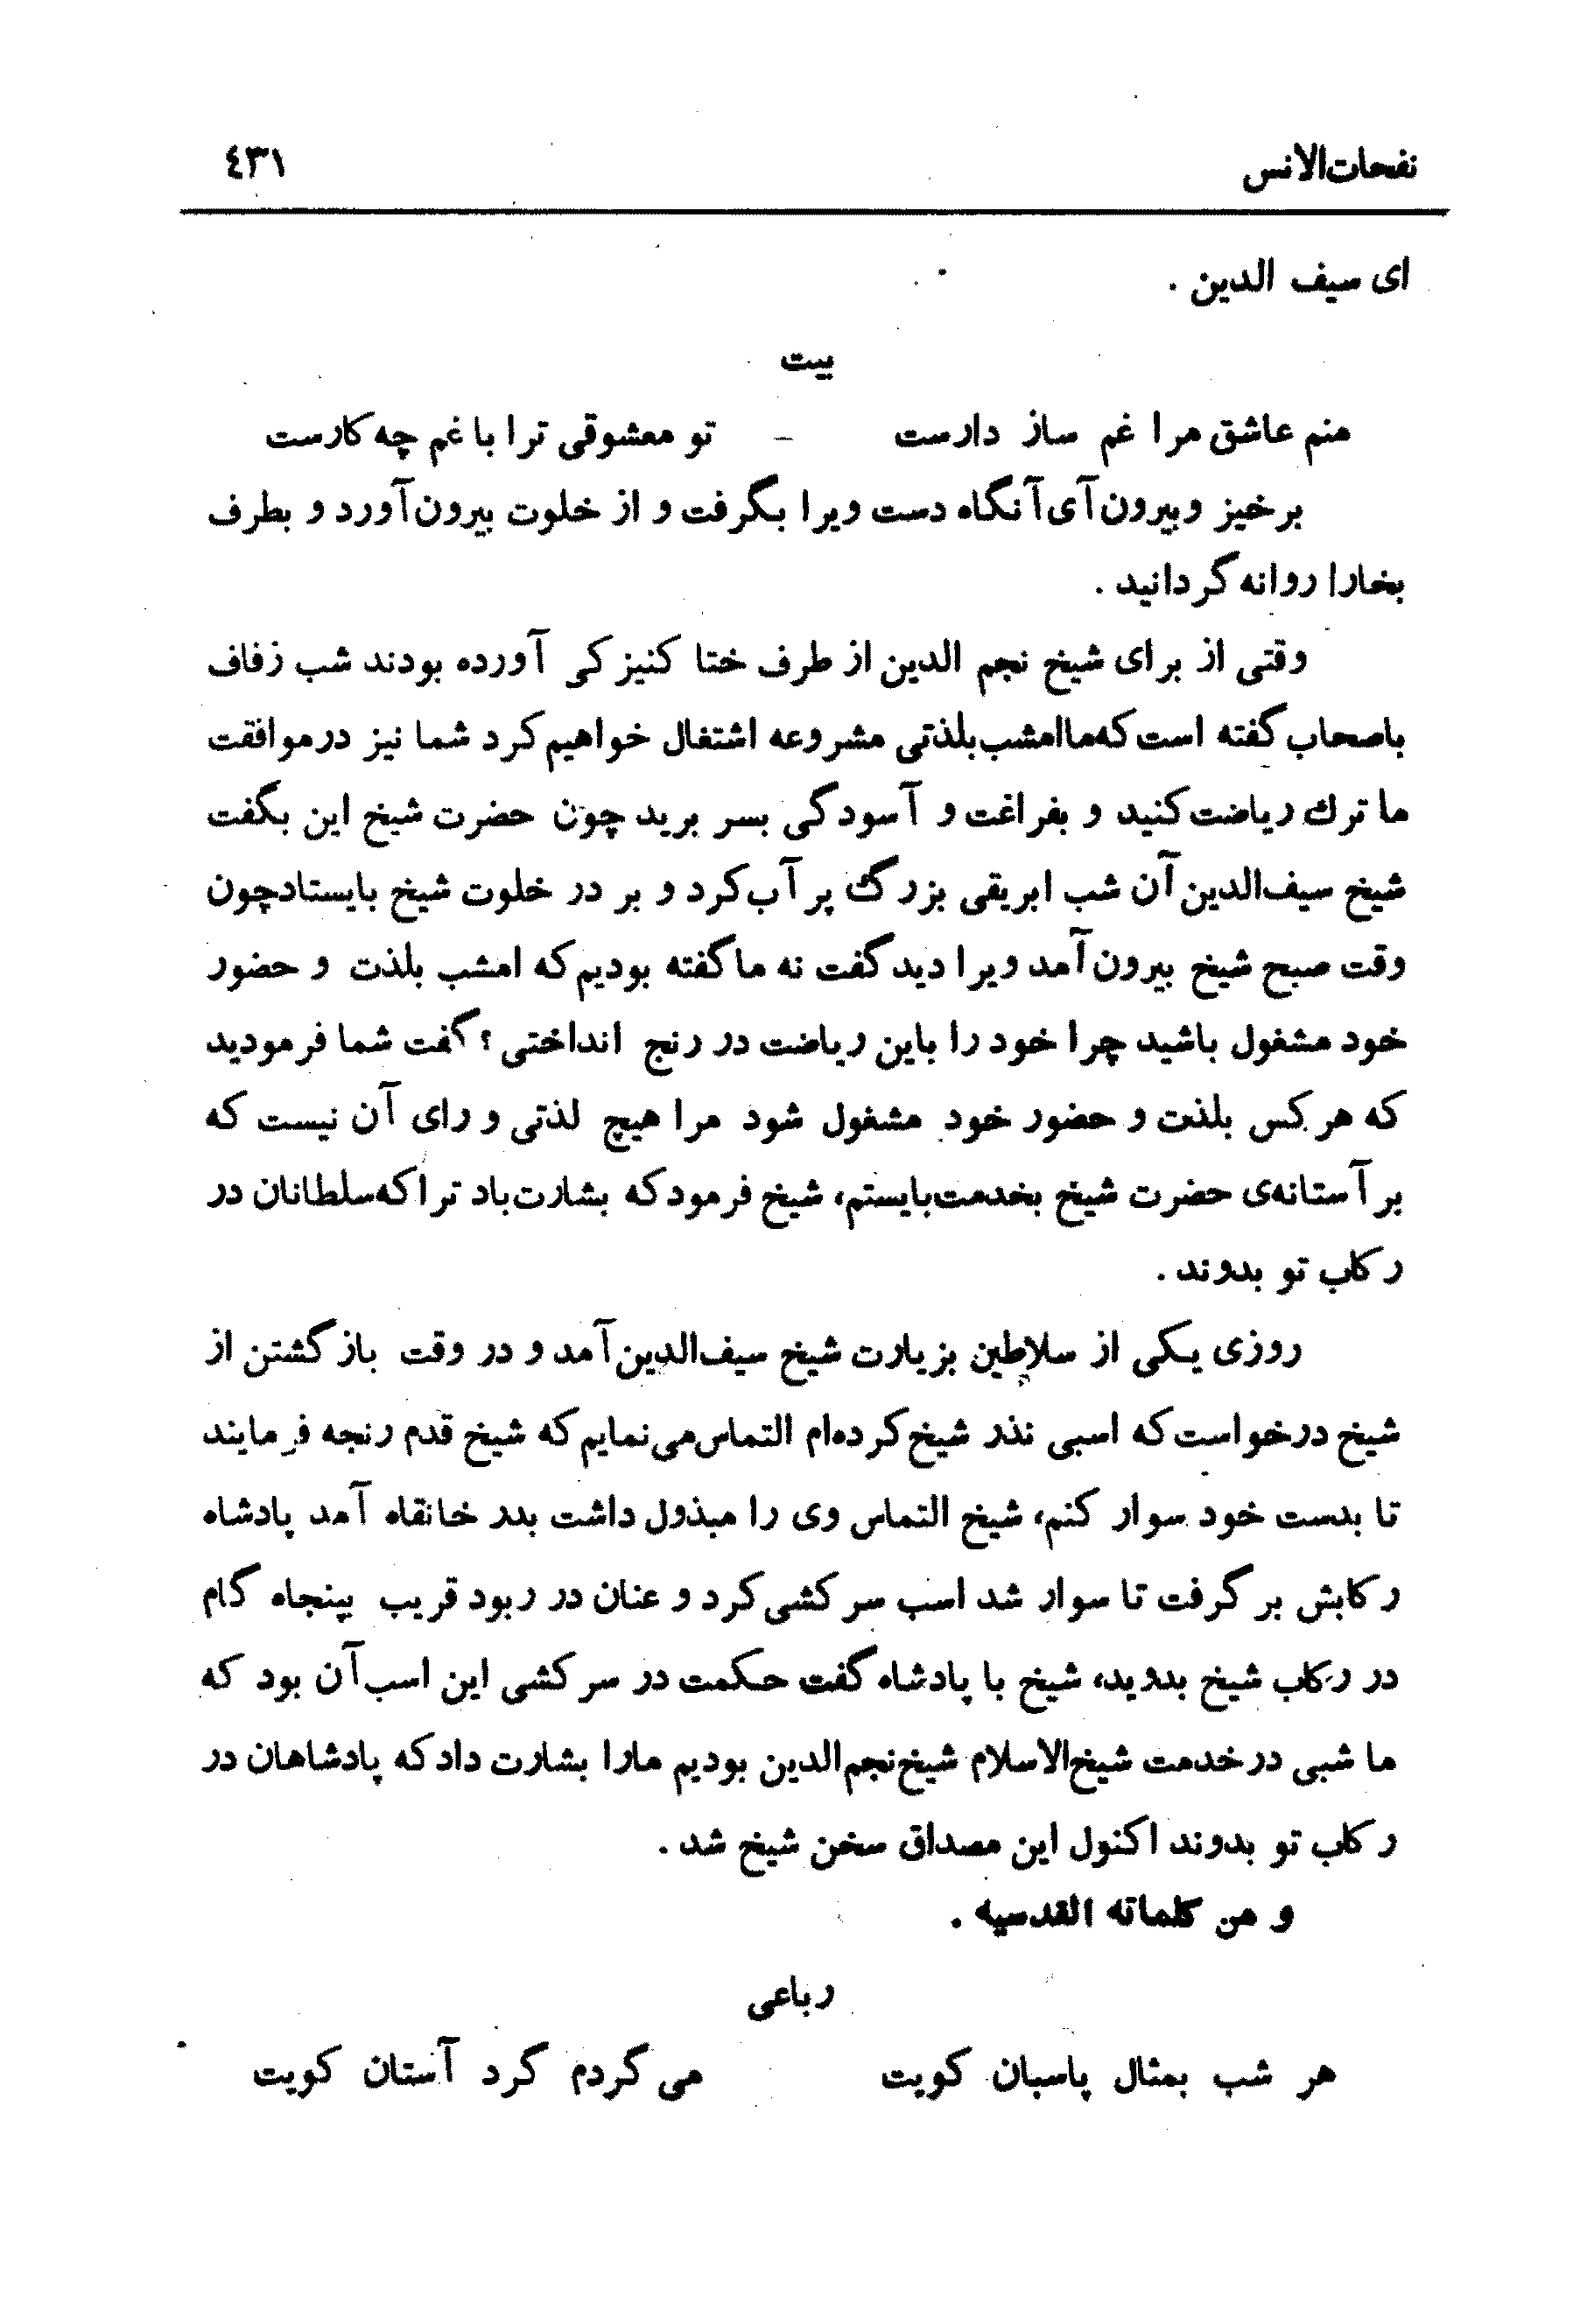 نفحات‌الانس ٤٣١
ای سیف الدین .
بیت
منم عاشق مرا غم ساز دارست – تو معشوقی ترا با غم چه کارست
برخیز و بیرون آی آنگاه دست ویرا بگرفت و از خلوت بیرون آورد و بطرف
بخارا روانه گردانید .
وقتی از برای شیخ نجم الدین از طرف ختا کنیزکی آورده بودند شب زفاف
باصحاب گفته است که ما امشب بلذتی مشروعه اشتغال خواهیم کرد شما نیز درموافقت
ما ترك ریاضت کنید و بفراغت و آسودگی بسر برید چون حضرت شیخ این بگفت
شیخ سیف‌الدین آن شب ابریقی بزرگ پر آب کرد و بر در خلوت شیخ بایستاد چون
وقت صبح شیخ بیرون آمد ویرا دید گفت نه ما گفته بودیم که امشب بلذت و حضور
خود مشغول باشید چرا خود را باین ریاضت در رنج انداختی ؟ گفت شما فرمودید
که هر کس بلذت و حضور خود مشغول شود مرا هیچ لذتی و رای آن نیست که
بر آستانه‌ی حضرت شیخ بخدمت بایستم، شیخ فرمود که بشارت باد ترا که سلطانان در
رکاب تو بدوند .
روزی یکی از سلاطین بزیارت شیخ سیف‌الدین آمد و در وقت بازگشتن از
شیخ درخواست که اسبی نذر شیخ کرده‌ام التماس می‌نمایم که شیخ قدم رنجه فرمایند
تا بدست خود سوار کنم، شیخ التماس وی را مبذول داشت بدر خانقاه آمد پادشاه
رکابش بر گرفت تا سوار شد اسب سر کشی کرد و عنان در ربود قریب پنجاه گام
در رکاب شیخ بدوید، شیخ با پادشاه گفت حکمت در سر کشی این اسب آن بود که
ما شبی در خدمت شیخ‌الاسلام شیخ نجم‌الدین بودیم مارا بشارت داد که پادشاهان در
رکاب تو بدوند اکنول این مصداق سخن شیخ شد .
و من کلماته القدسیه .
رباعی
هر شب بمثال پاسبان کویت می گردم گرد آستان کویت